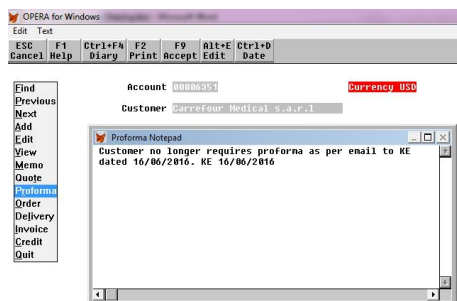 OPERA for Windows
Edit Text
ESC F1 Ctrl+F4 F2 F9 Alt+E Ctrl+D
Cancel Help Diary Print Accept Edit Date
Account 00006351 Currency USD
Customer Carrefour Medical s.a.r.l
Find
Previous
Next
Add
Edit
View
Memo
Quote
Proforma
Order
Delivery
Invoice
Credit
Quit
Proforma Notepad
Customer no longer requires proforma as per email to KE
dated 16/06/2016. KE 16/06/2016